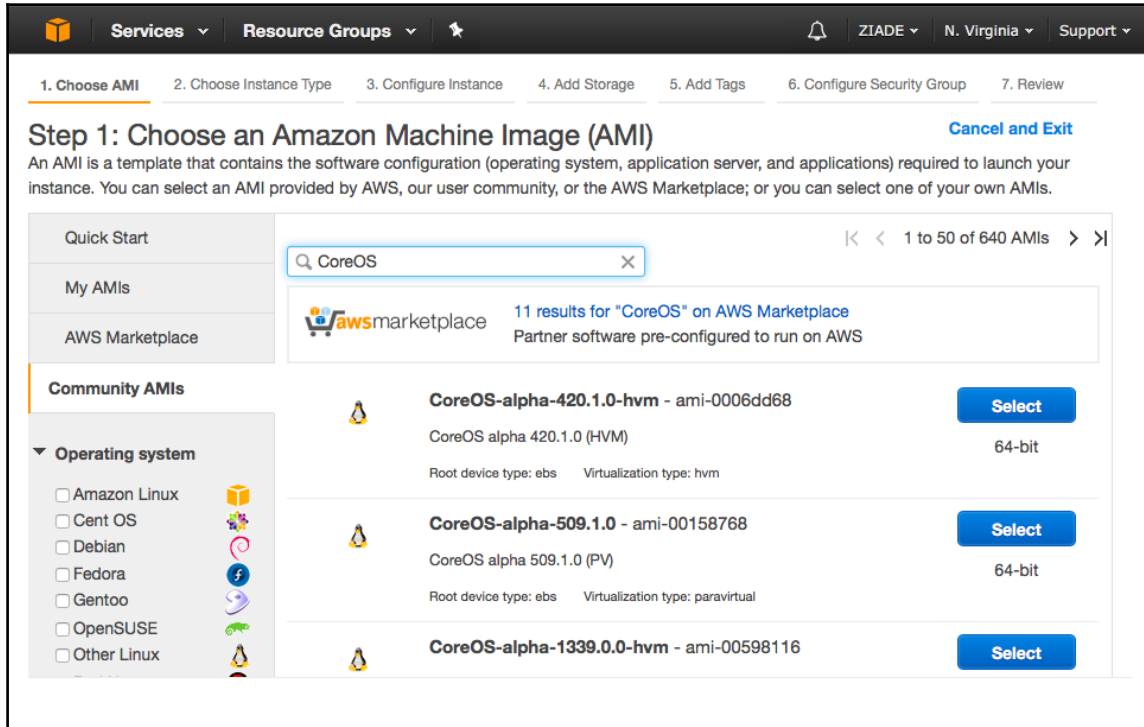 Services Resource Groups ZIADE N. Virginia Support
1. Choose AMI 2. Choose Instance Type 3. Configure Instance 4. Add Storage 5. Add Tags 6. Configure Security Group 7. Review
Step 1: Choose an Amazon Machine Image (AMI)
Cancel and Exit
An AMI is a template that contains the software configuration (operating system, application server, and applications) required to launch your
instance. You can select an AMI provided by AWS, our user community, or the AWS Marketplace; or you can select one of your own AMIs.
Quick Start
My AMIs
AWS Marketplace
Community AMIs
Operating system
Amazon Linux
Cent OS
Debian
Fedora
Gentoo
OpenSUSE
Other Linux
1 to 50 of 640 AMIs
CoreOS
awsmarketplace
11 results for "CoreOS" on AWS Marketplace
Partner software pre-configured to run on AWS
CoreOS-alpha-420.1.0-hvm - ami-0006dd68
CoreOS alpha 420.1.0 (HVM)
Root device type: ebs Virtualization type: hvm
Select
64-bit
CoreOS-alpha-509.1.0 - ami-00158768
CoreOS alpha 509.1.0 (PV)
Root device type: ebs Virtualization type: paravirtual
Select
64-bit
CoreOS-alpha-1339.0.0-hvm - ami-00598116
Select